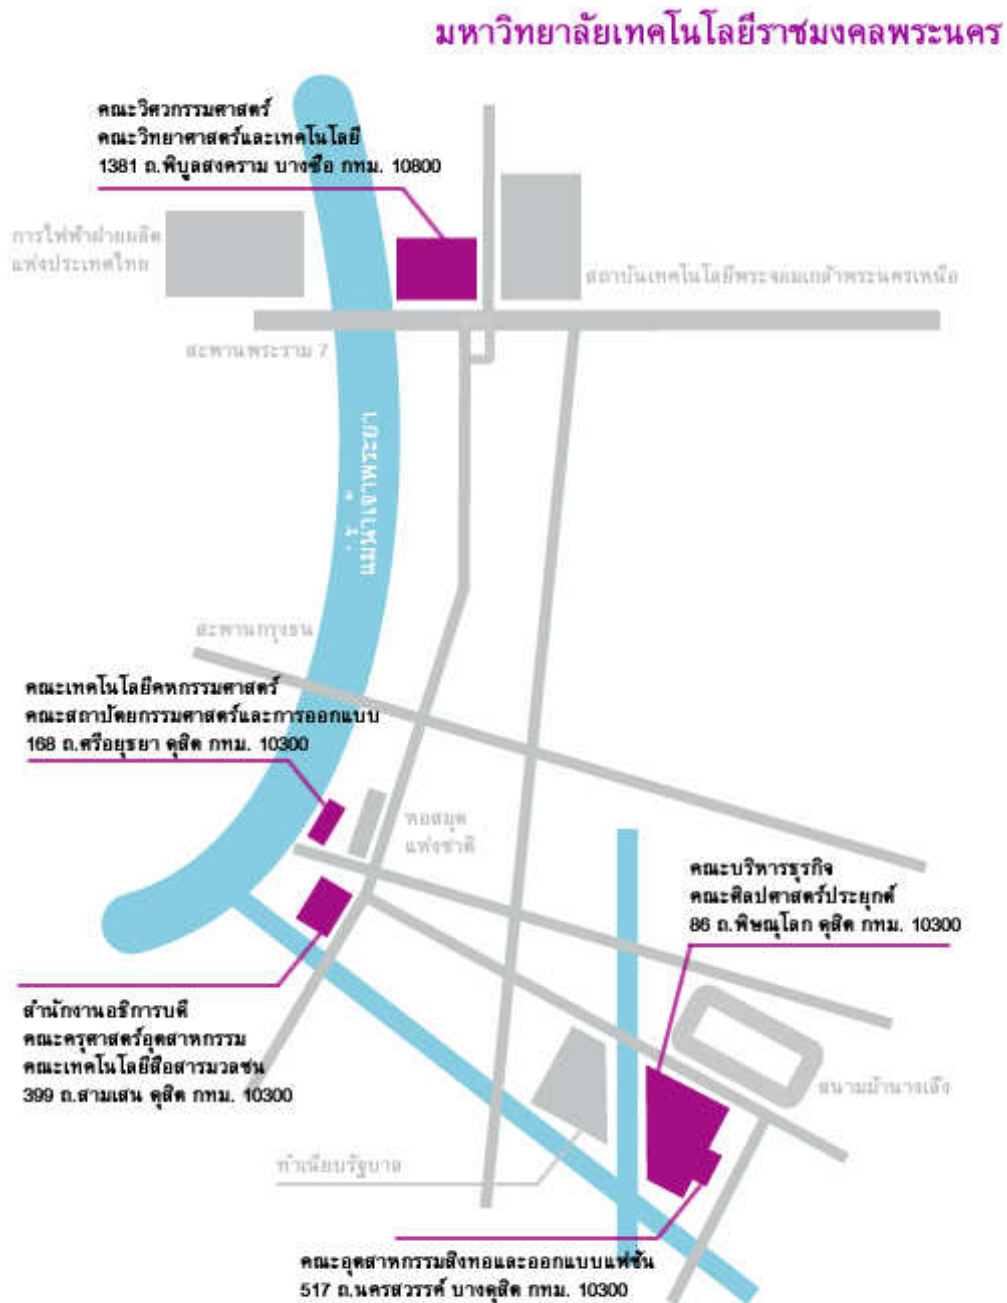 มหาวิทยาลัยเทคโนโลยีราชมงคลพระนคร
คณะวิศวกรรมศาสตร์
คณะวิทยาศาสตร์และเทคโนโลยี
1381 ถ.พิบูลสงคราม บางซื่อ กทม. 10800
การไฟฟ้าฝ่ายผลิต
แห่งประเทศไทย
สถาบันเทคโนโลยีพระจอมเกล้าพระนครเหนือ
สะพานพระราม 7
แม่น้ำเจ้าพระยา
สะพานกรุงธน
คณะเทคโนโลยีคหกรรมศาสตร์
คณะสถาปัตยกรรมศาสตร์และการออกแบบ
168 ถ.ศรีอยุธยา ดุสิต กทม. 10300
หอสมุด
แห่งชาติ
คณะบริหารธุรกิจ
คณะศิลปศาสตร์ประยุกต์
86 ถ.พิษณุโลก ดุสิต กทม. 10300
สำนักงานอธิการบดี
คณะครุศาสตร์อุตสาหกรรม
คณะเทคโนโลยีสื่อสารมวลชน
399 ถ.สามเสน ดุสิต กทม. 10300
สนามม้านางเลิ้ง
ทำเนียบรัฐบาล
คณะอุตสาหกรรมสิ่งทอและออกแบบแฟชั่น
517 ถ.นครสวรรค์ บางดุสิต กทม. 10300